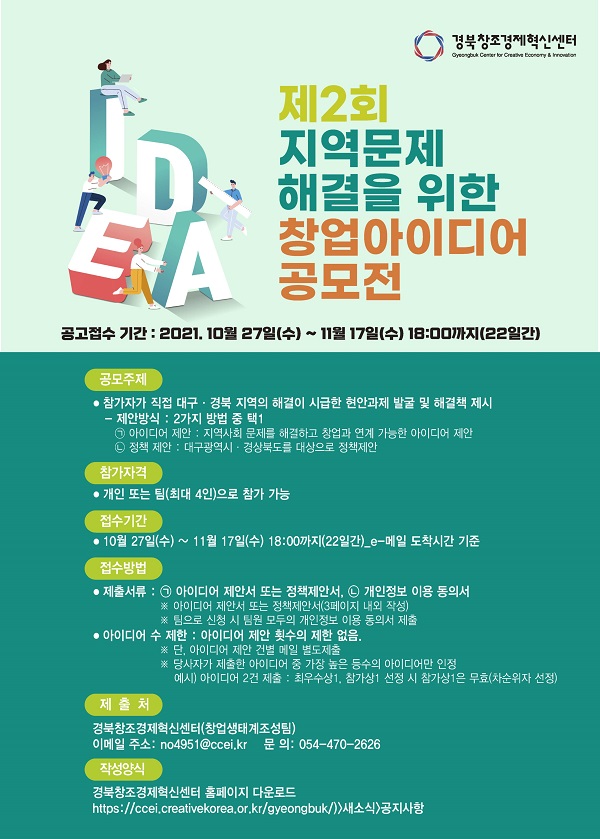 경북창조경제혁신센터
Gyeongbuk Center for Creative Economy & Innovation
IDEA
제2회
지역문제
해결을 위한
창업아이디어
공모전
공고접수 기간 : 2021. 10월 27일(수) ~ 11월 17일(수) 18:00까지(22일간)
공모주제
● 참가자가 직접 대구 · 경북 지역의 해결이 시급한 현안과제 발굴 및 해결책 제시
- 제안방식 : 2가지 방법 중 택1
㉠ 아이디어 제안 : 지역사회 문제를 해결하고 창업과 연계 가능한 아이디어 제안
㉡ 정책 제안 : 대구광역시 · 경상북도를 대상으로 정책제안
참가자격
● 개인 또는 팀(최대 4인)으로 참가 가능
접수기간
● 10월 27일(수) ~ 11월 17일(수) 18:00까지(22일간)_e-메일 도착시간 기준
접수방법
● 제출서류 : ㉠ 아이디어 제안서 또는 정책제안서, ㉡ 개인정보 이용 동의서
※ 아이디어 제안서 또는 정책제안서(3페이지 내외 작성)
※ 팀으로 신청 시 팀원 모두의 개인정보 이용 동의서 제출
● 아이디어 수 제한 : 아이디어 제안 횟수의 제한 없음.
※ 단, 아이디어 제안 건별 메일 별도제출
※ 당사자가 제출한 아이디어 중 가장 높은 등수의 아이디어만 인정
예시) 아이디어 2건 제출 : 최우수상1, 참가상1 선정 시 참가상1은 무효(차순위자 선정)
제 출 처
경북창조경제혁신센터(창업생태계조성팀)
이메일 주소: no4951@ccei.kr 문 의: 054-470-2626
작성양식
경북창조경제혁신센터 홈페이지 다운로드
https://ccei.creativekorea.or.kr/gyeongbuk/)>새소식>공지사항